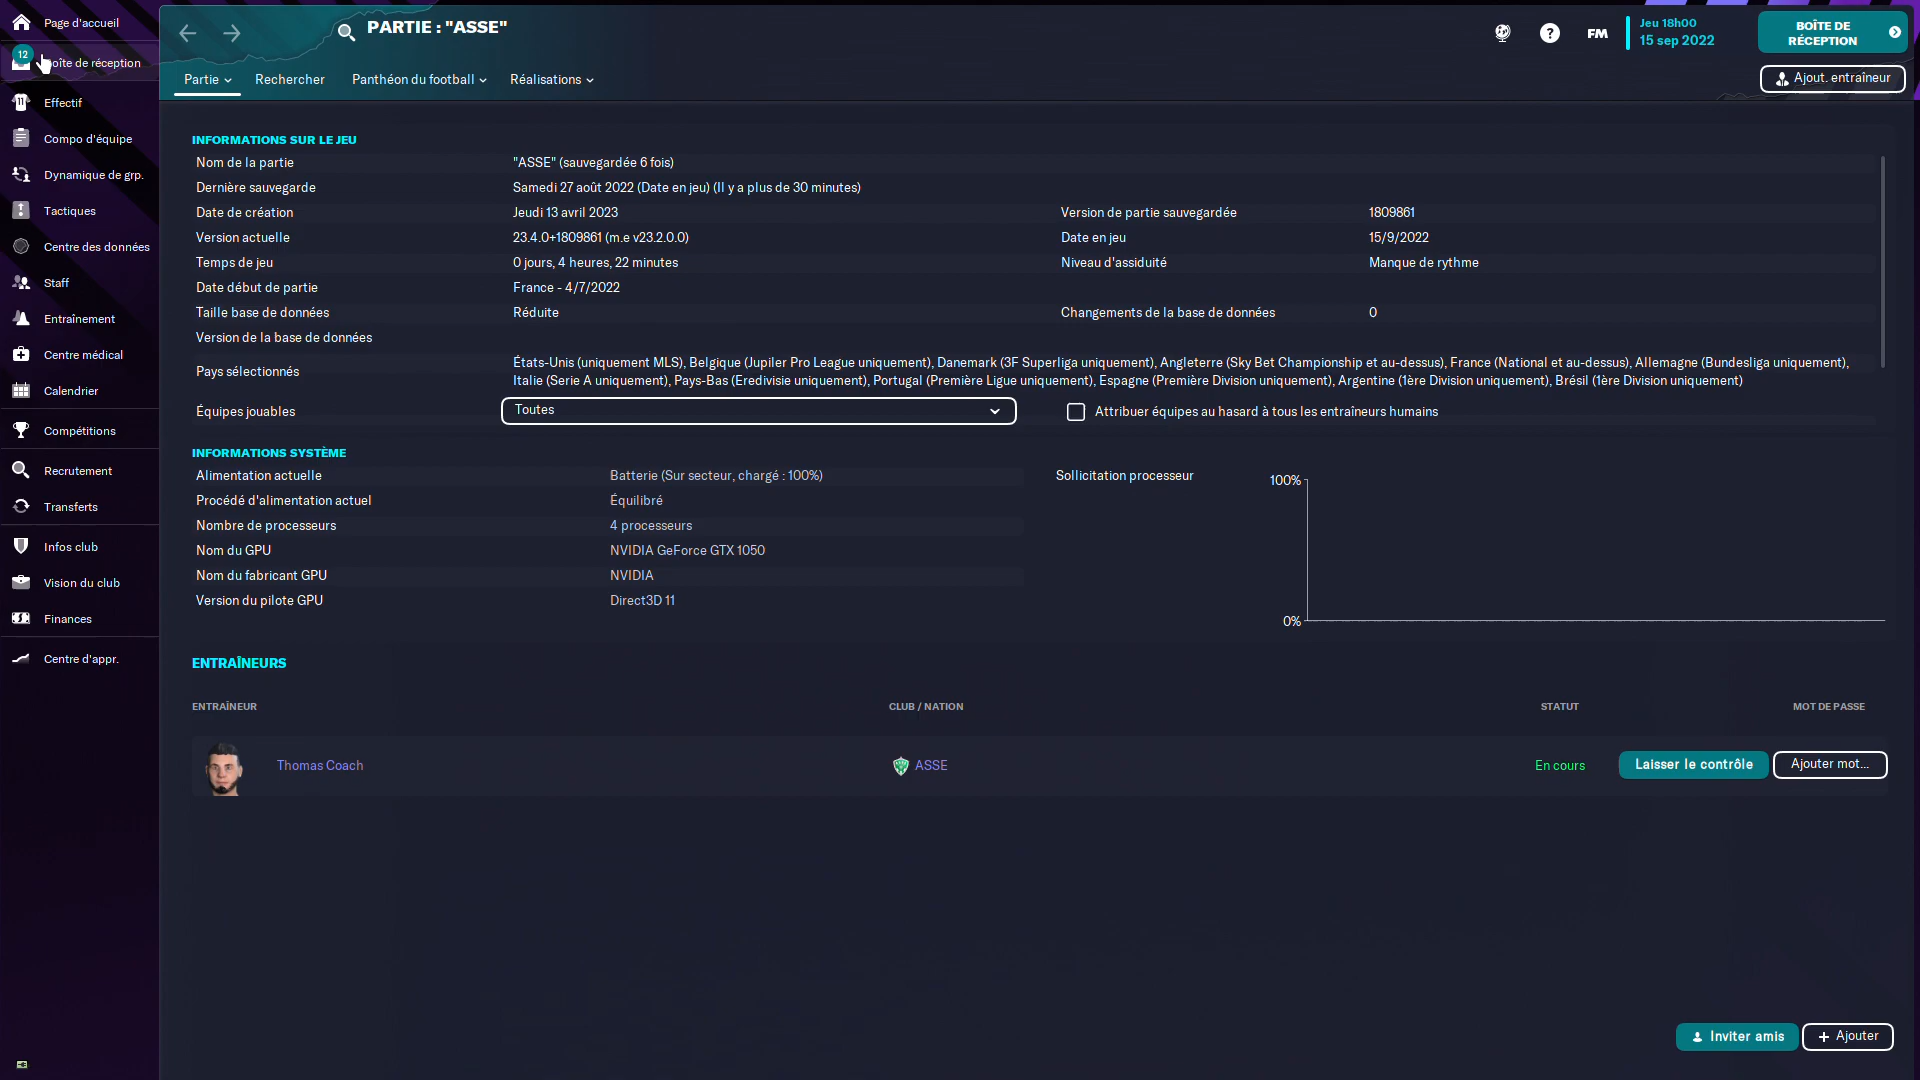 Page d'accueil
12
oîte de réception
Effectif
Compo d'équipe
Dynamique de grp.
Tactiques
Centre des données
Staff
Entraînement
Centre médical
Calendrier
Compétitions
Recrutement
Transferts
Infos club
Vision du club
Finances
Centre d'appr.
PARTIE : "ASSE"
FM
Jeu 18h00
15 sep 2022
BOÎTE DE
RÉCEPTION
Partie
Rechercher
Panthéon du football
Réalisations
Ajout. entraîneur
INFORMATIONS SUR LE JEU
Nom de la partie "ASSE" (sauvegardée 6 fois)
Dernière sauvegarde Samedi 27 août 2022 (Date en jeu) (Il y a plus de 30 minutes)
Date de création Jeudi 13 avril 2023 Version de partie sauvegardée 1809861
Version actuelle 23.4.0+1809861 (m.e v23.2.0.0) Date en jeu 15/9/2022
Temps de jeu 0 jours, 4 heures, 22 minutes Niveau d'assiduité Manque de rythme
Date début de partie France - 4/7/2022
Taille base de données Réduite Changements de la base de données 0
Version de la base de données
Pays sélectionnés
États-Unis (uniquement MLS), Belgique (Jupiler Pro League uniquement), Danemark (3F Superliga uniquement), Angleterre (Sky Bet Championship et au-dessus), France (National et au-dessus), Allemagne (Bundesliga uniquement),
Italie (Serie A uniquement), Pays-Bas (Eredivisie uniquement), Portugal (Première Ligue uniquement), Espagne (Première Division uniquement), Argentine (1ère Division uniquement), Brésil (1ère Division uniquement)
Équipes jouables Toutes Attribuer équipes au hasard à tous les entraîneurs humains
INFORMATIONS SYSTÈME
Alimentation actuelle Batterie (Sur secteur, chargé : 100%)
Procédé d'alimentation actuel Équilibré
Nombre de processeurs 4 processeurs
Nom du GPU NVIDIA GeForce GTX 1050
Nom du fabricant GPU NVIDIA
Version du pilote GPU Direct3D 11
Sollicitation processeur
100%
0%
ENTRAÎNEURS
ENTRAÎNEUR CLUB / NATION STATUT MOT DE PASSE
Thomas Coach ASSE En cours Laisser le contrôle Ajouter mot...
Inviter amis
Ajouter